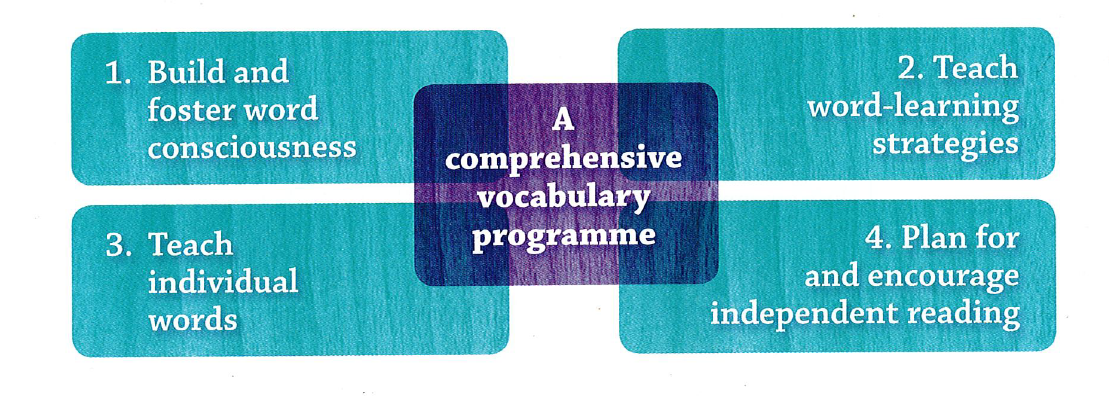 1. Build and
foster word
consciousness
2. Teach
word-learning
strategies
A
comprehensive
vocabulary
programme
3. Teach
individual
words
4. Plan for
and encourage
independent reading